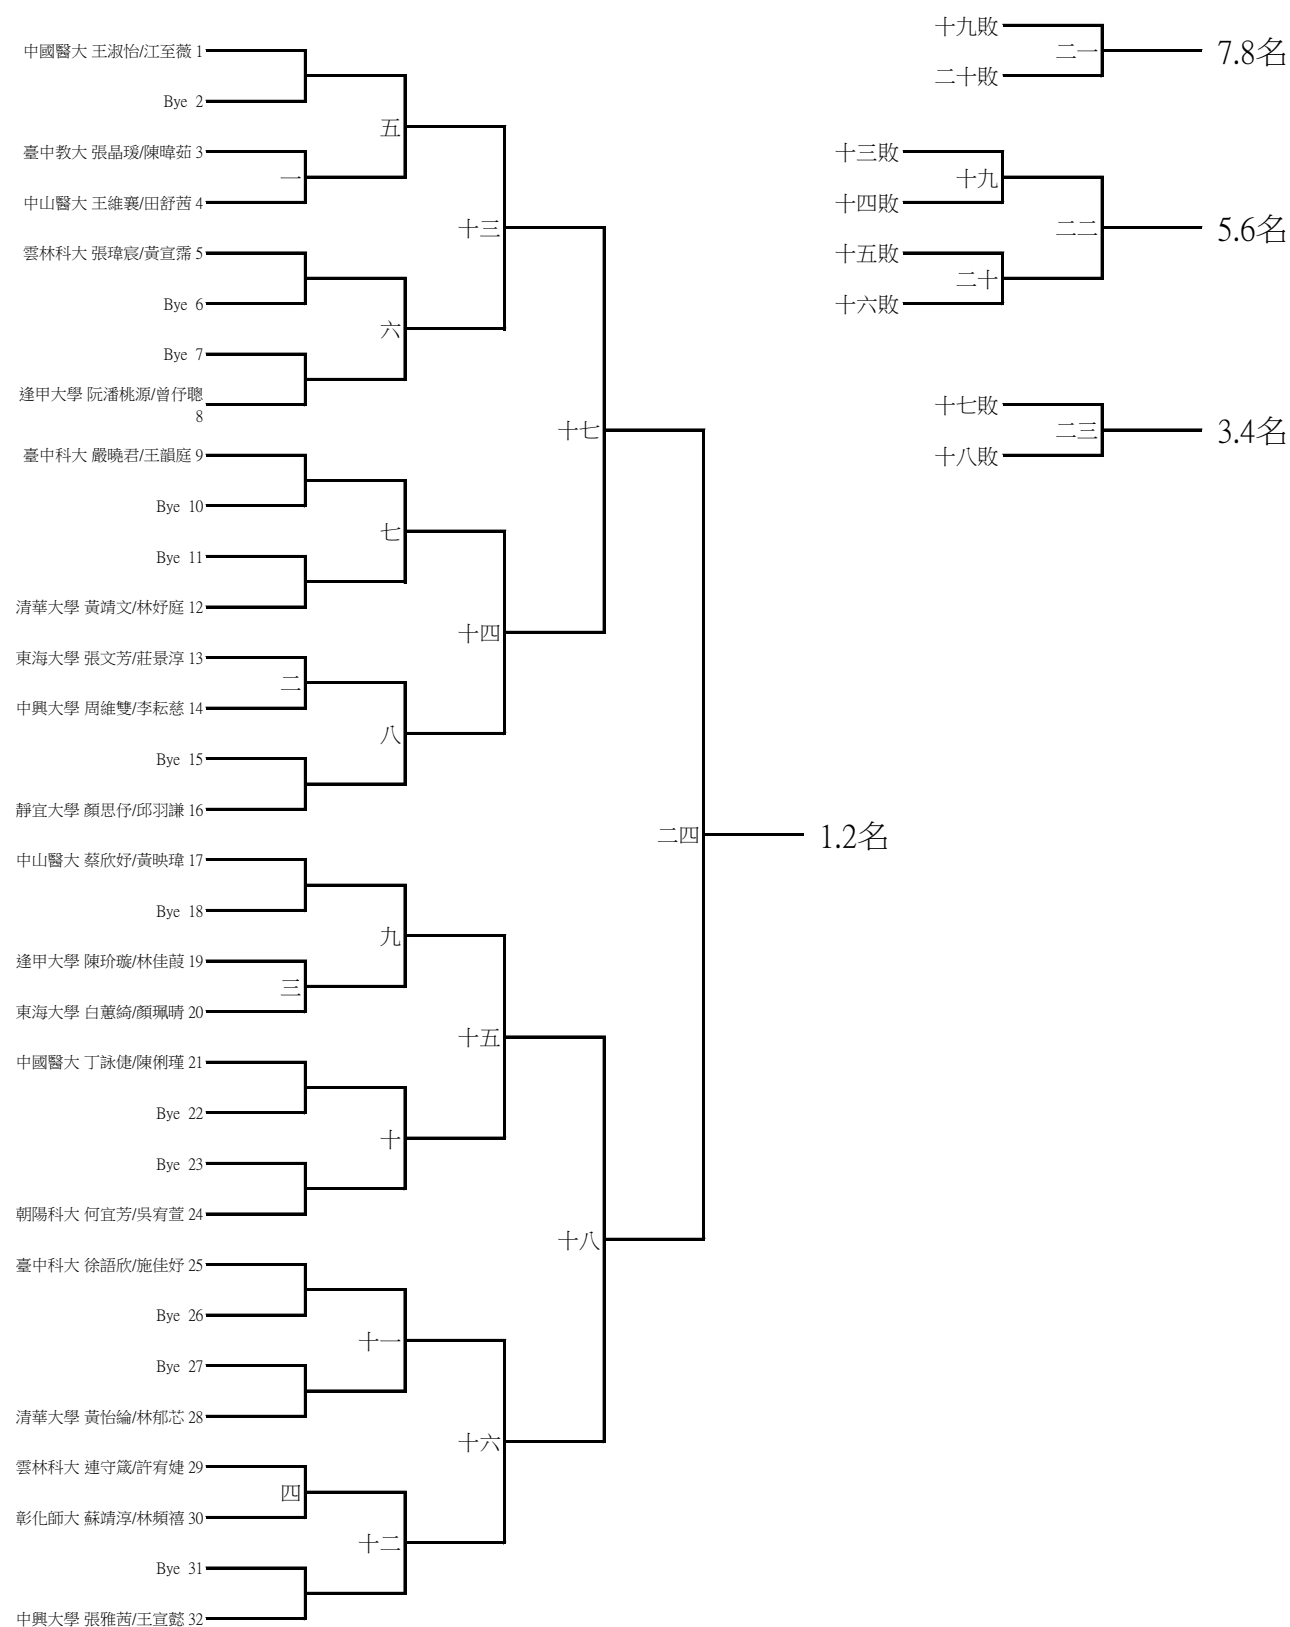 中國醫大 王淑怡/江至薇 1
Bye 2
臺中教大 張晶瑗/陳暐茹 3
中山醫大 王維襄/田舒茜 4
雲林科大 張瑋宸/黃宣霈 5
Bye 6
Bye 7
逢甲大學 阮潘桃源/曾伃聰
8
臺中科大 嚴曉君/王韻庭 9
Bye 10
Bye 11
清華大學 黃靖文/林妤庭 12
東海大學 張文芳/莊景淳 13
中興大學 周維雙/李耘慈 14
Bye 15
靜宜大學 顏思伃/邱羽謙 16
中山醫大 蔡欣妤/黃映瑋 17
Bye 18
逢甲大學 陳玠璇/林佳葭 19
東海大學 白蕙綺/顏珮晴 20
中國醫大 丁詠倢/陳俐瑾 21
Bye 22
Bye 23
朝陽科大 何宜芳/吳宥萱 24
臺中科大 徐語欣/施佳妤 25
Bye 26
Bye 27
清華大學 黃怡綸/林郁芯 28
雲林科大 連守箴/許宥婕 29
彰化師大 蘇靖淳/林頻禧 30
Bye 31
中興大學 張雅茜/王宣懿 32
一
二
三
四
五
六
七
八
九
十
十一
十二
十三
十四
十五
十六
十七
十八
二四
1.2名
十九敗
二十敗
二一
7.8名
十三敗
十四敗
十九
十五敗
十六敗
二十
二二
5.6名
十七敗
十八敗
二三
3.4名